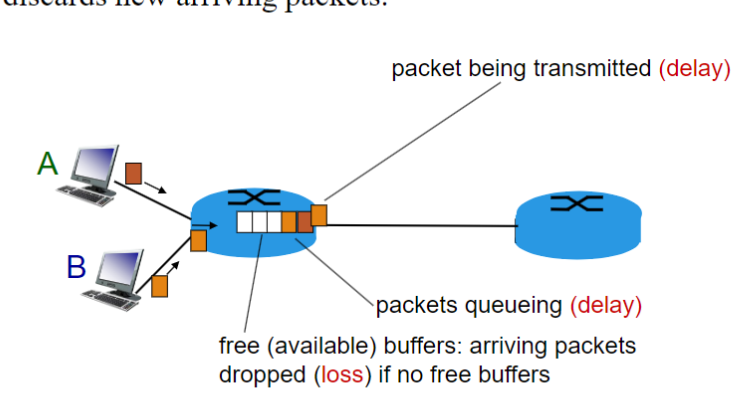 discards new arriving packets.
packet being transmitted (delay)
A
B
packets queueing (delay)
free (available) buffers: arriving packets
dropped (loss) if no free buffers